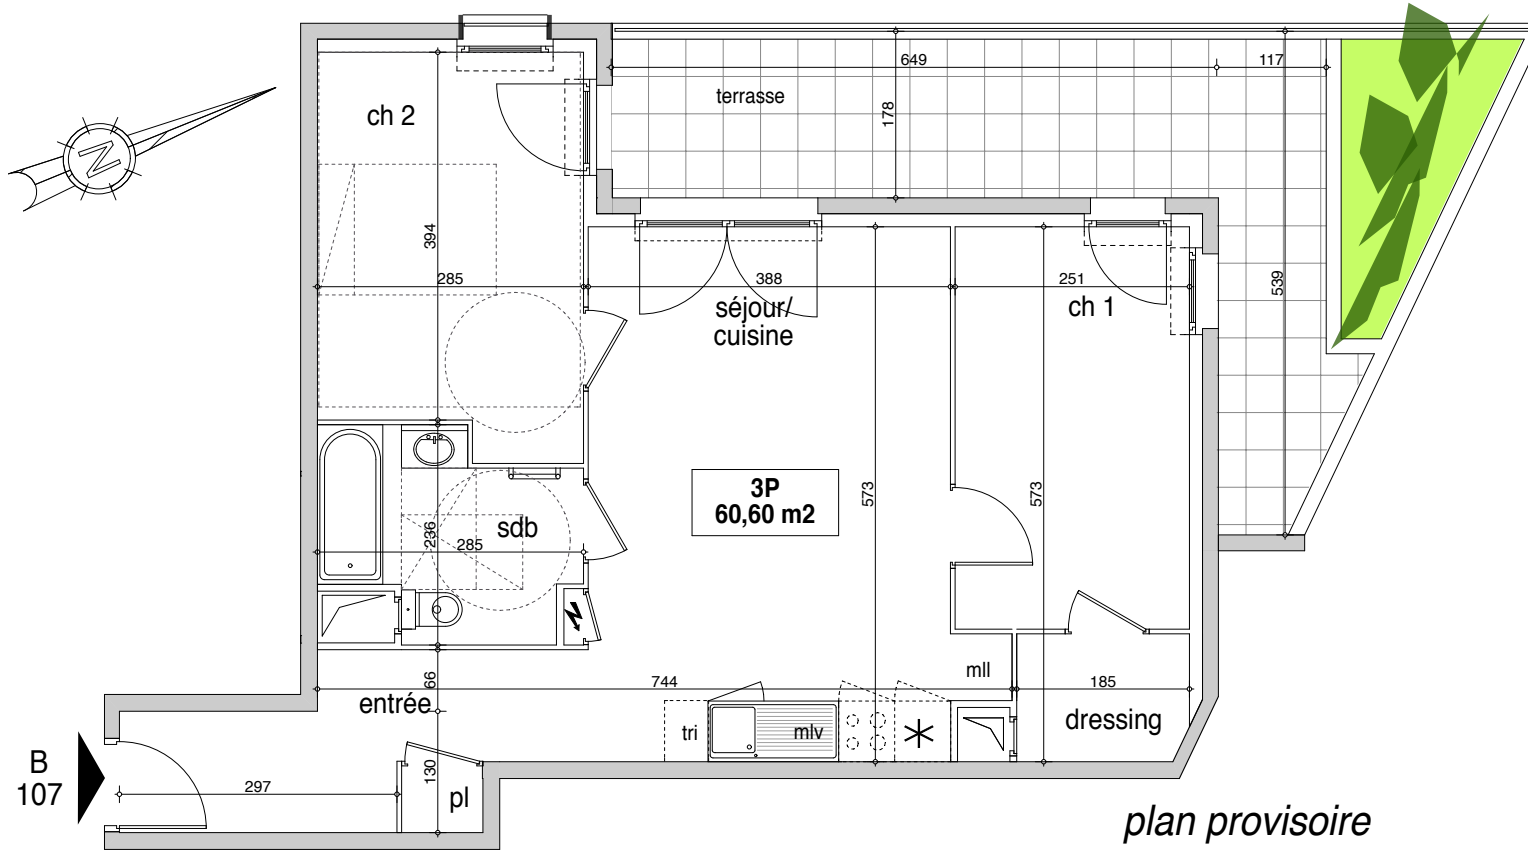 649
117
terrasse
178
ch 2
394
285
388
251
539
séjour/
cuisine
ch 1
3P
60,60 m2
573
573
sdb
236
285
N
mll
66
744
185
entrée
tri
mlv
dressing
B
107
130
297
pl
plan provisoire